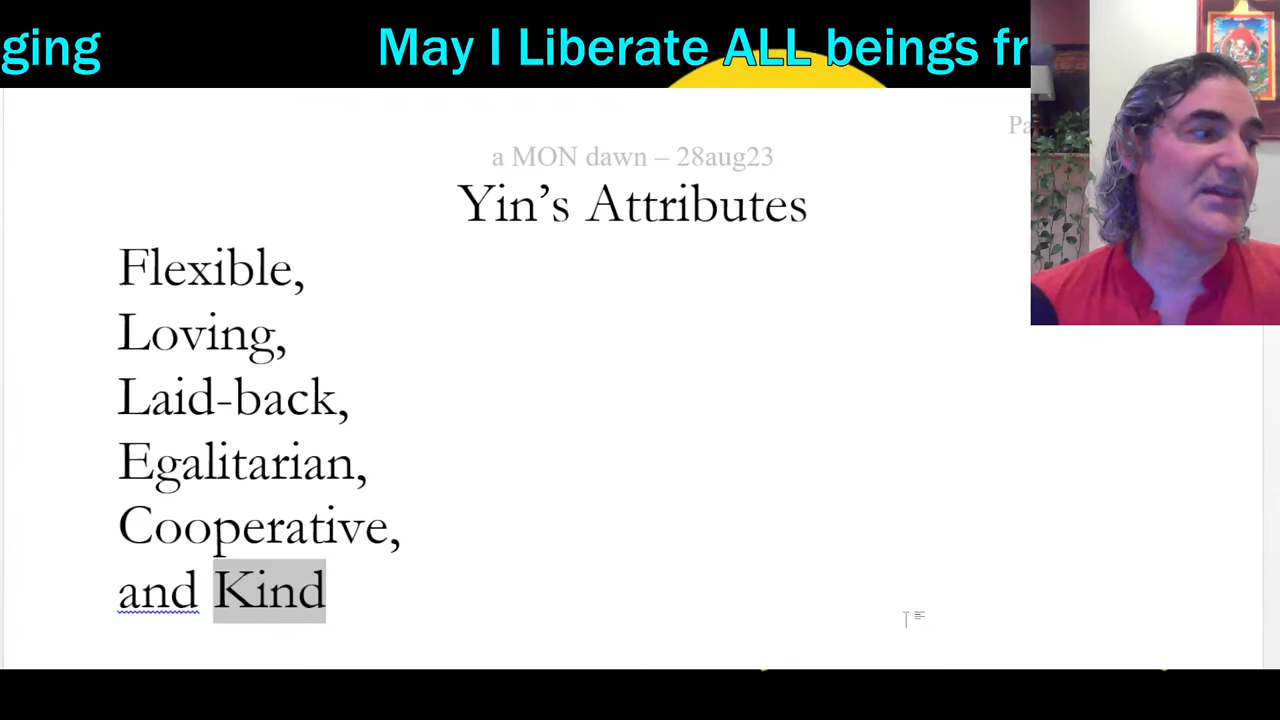 ging May I Liberate ALL beings fr
Pa
a MON dawn – 28aug23
Yin's Attributes
Flexible,
Loving,
Laid-back,
Egalitarian,
Cooperative,
and Kind